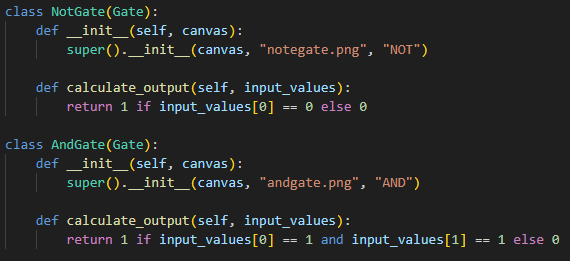 class NotGate(Gate):
    def __init__(self, canvas):
        super().__init__(canvas, "notegate.png", "NOT")

    def calculate_output(self, input_values):
        return 1 if input_values[0] == 0 else 0

class AndGate(Gate):
    def __init__(self, canvas):
        super().__init__(canvas, "andgate.png", "AND")

    def calculate_output(self, input_values):
        return 1 if input_values[0] == 1 and input_values[1] == 1 else 0